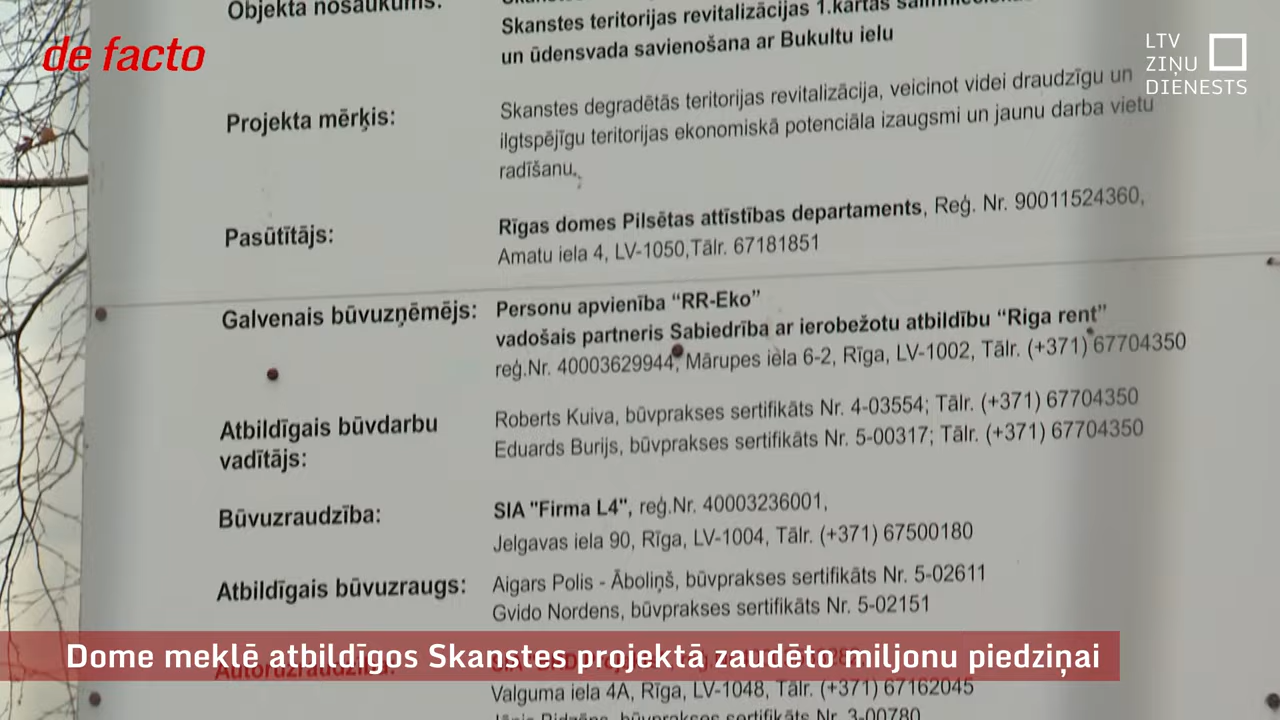 de facto
LTV
ZIŅU
DIENESTS
Objekta nosaukums:
Skanstes teritorijas revitalizācijas 1.kārtas
un ūdensvada savienošana ar Bukultu ielu
Projekta mērķis:
Skanstes degradētās teritorijas revitalizācija, veicinot videi draudzīgu un
ilgtspējīgu teritorijas ekonomiskā potenciāla izaugsmi un jaunu darba vietu
radīšanu.
Pasūtītājs:
Rīgas domes Pilsētas attīstības departaments, Reģ. Nr. 90011524360,
Amatu iela 4, LV-1050,Tālr. 67181851
Galvenais būvuzņēmējs:
Personu apvienība “RR-Eko”
vadošais partneris Sabiedrība ar ierobežotu atbildību “Riga rent”
reģ.Nr. 40003629944, Mārupes iela 6-2, Rīga, LV-1002, Tālr. (+371) 67704350
Atbildīgais būvdarbu
vadītājs:
Roberts Kuiva, būvprakses sertifikāts Nr. 4-03554; Tālr. (+371) 67704350
Eduards Burijs, būvprakses sertifikāts Nr. 5-00317; Tālr. (+371) 67704350
Būvuzraudzība:
SIA "Firma L4", reģ.Nr. 40003236001,
Jelgavas iela 90, Rīga, LV-1004, Tālr. (+371) 67500180
Atbildīgais būvuzraugs:
Aigars Polis - Āboliņš, būvprakses sertifikāts Nr. 5-02611
Gvido Nordens, būvprakses sertifikāts Nr. 5-02151
Dome meklē atbildīgos Skanstes projektā zaudēto miljonu piedziņai
Autoruzraudzība:
Valguma iela 4A, Rīga, LV-1048, Tālr. (+371) 67162045
būvprakses sertifikāts Nr. 3-00780